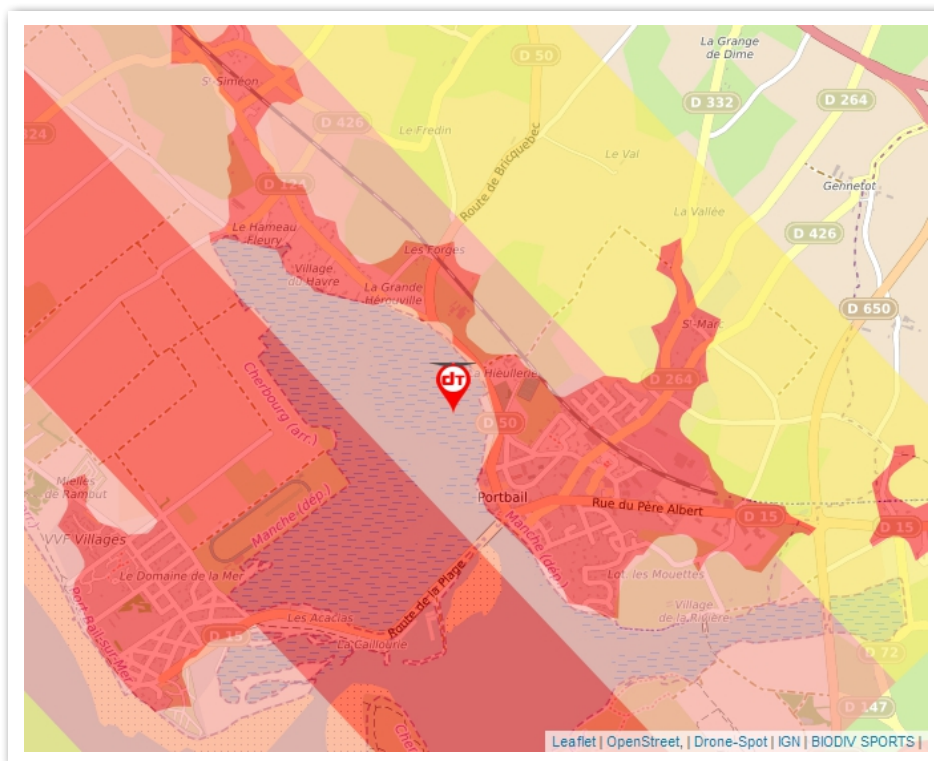 La Grange
de Dime
D 50
St-Siméon
D 332
D 264
D 426
Le Fredin
Route de Bricquebec
Le Val
Gennetot
D 124
La Vallée
D 426
Le Hameau
Fleury
Les Forges
Village
du Havre
La Grande
Hérouville
D 650
St-Marc
Cherbourg (arr.)
dT
La Hieullerie
D 264
D 50
Mielles
de Rambut
Portbail
Rue du Père Albert
D 15
D 15
VVF Villages
Manche (dép.)
Manche (dép.)
Le Domaine de la Mer
Lot. les Mouettes
Port Bail-sur-Mer
Route de la Plage
Village
de la Rivière
Les Acacias
D 15
La Caillourie
D 72
D 147
Leaflet | OpenStreet, | Drone-Spot | IGN | BIODIV SPORTS |